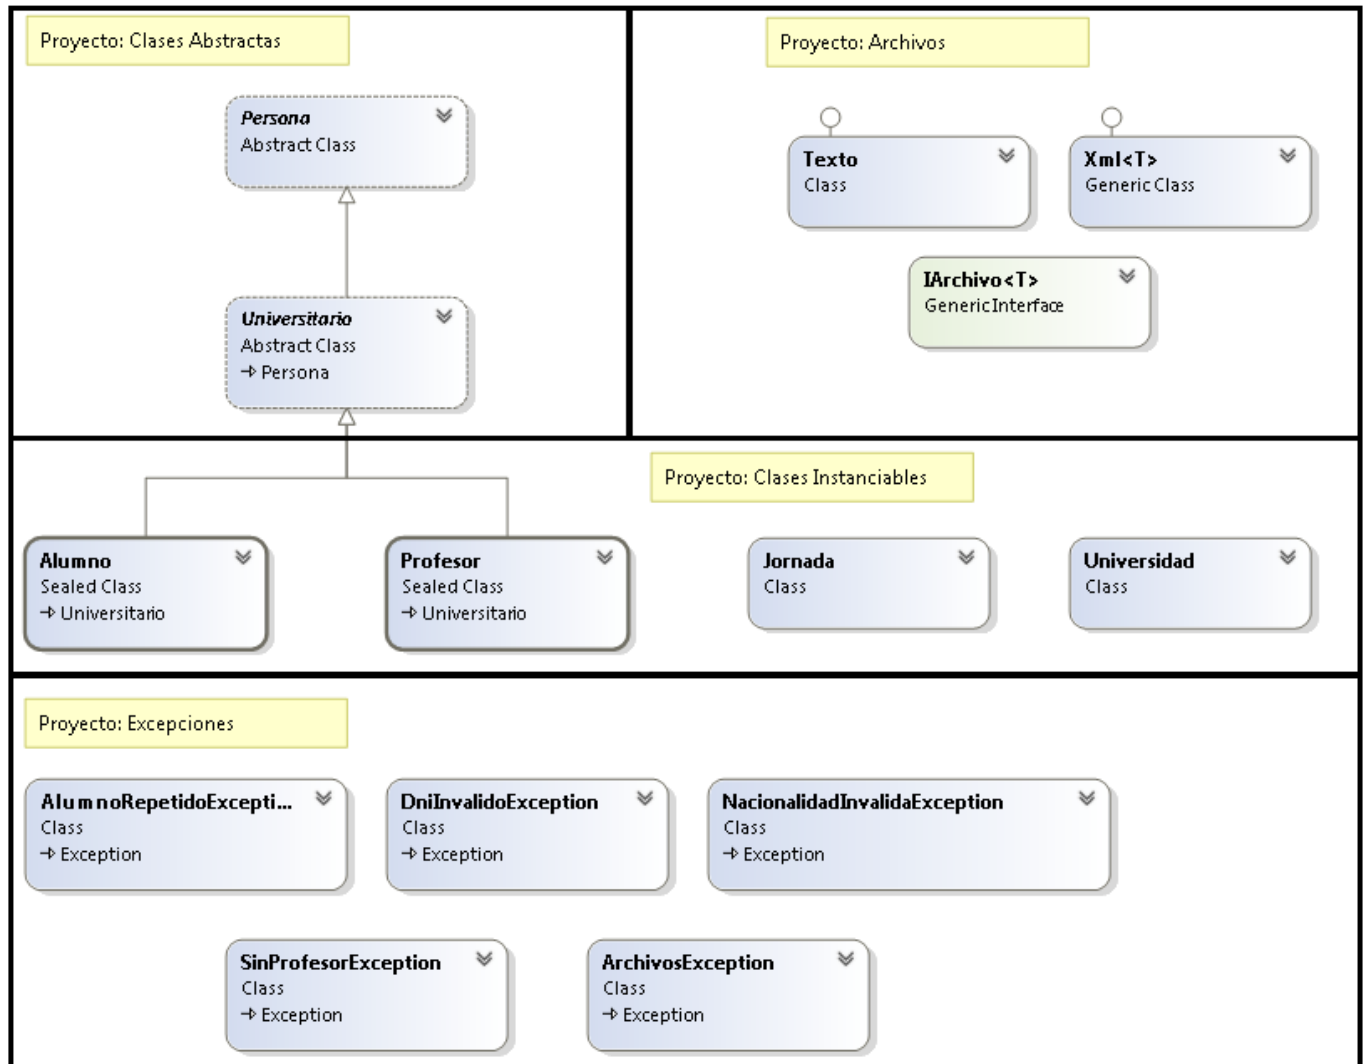 Proyecto: Clases Abstractas
Persona
Abstract Class
Universitario
Abstract Class
Persona
Proyecto: Archivos
Texto
Class
Xml<T>
Generic Class
IArchivo<T>
Generic Interface
Proyecto: Clases Instanciables
Alumno
Sealed Class
Universitario
Profesor
Sealed Class
Universitario
Jornada
Class
Universidad
Class
Proyecto: Excepciones
AlumnoRepetidoExcepti...
Class
Exception
DniInvalidoException
Class
Exception
NacionalidadInvalidaException
Class
Exception
SinProfesorException
Class
Exception
ArchivosException
Class
Exception